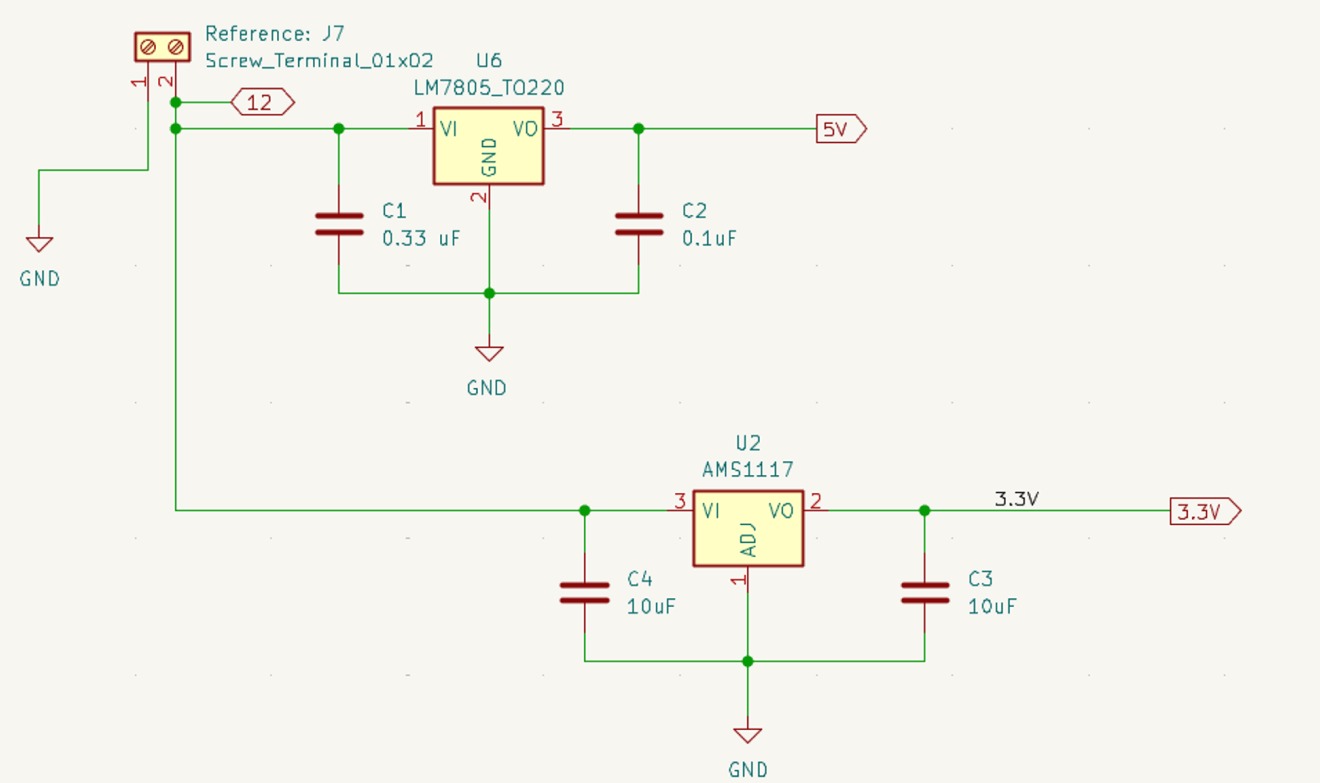 Reference: J7
Screw_Terminal_01x02
1
2
12
U6
LM7805_TO220
1
VI
VO
3
GND
2
5V
C1
0.33 uF
C2
0.1uF
GND
GND
U2
AMS1117
3
VI
VO
2
ADJ
1
3.3V
3.3V
C4
10uF
C3
10uF
GND